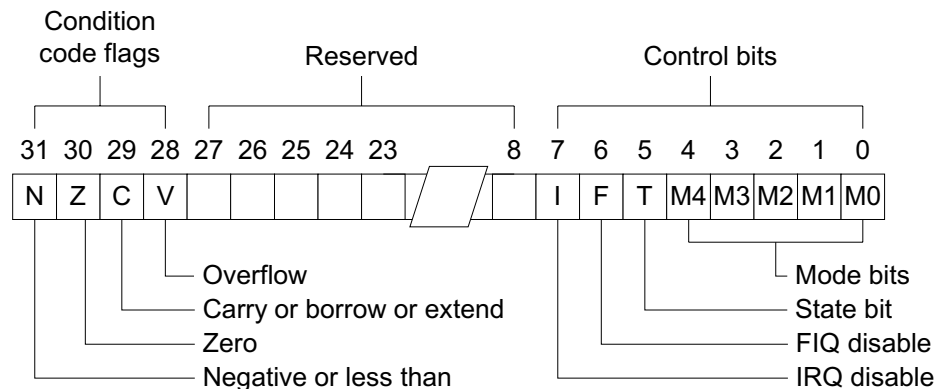 Condition
code flags
Reserved
Control bits
31 30 29 28 27 26 25 24 23 8 7 6 5 4 3 2 1 0
N Z C V I F T M4 M3 M2 M1 M0
Overflow
Mode bits
Carry or borrow or extend
State bit
Zero
FIQ disable
Negative or less than
IRQ disable